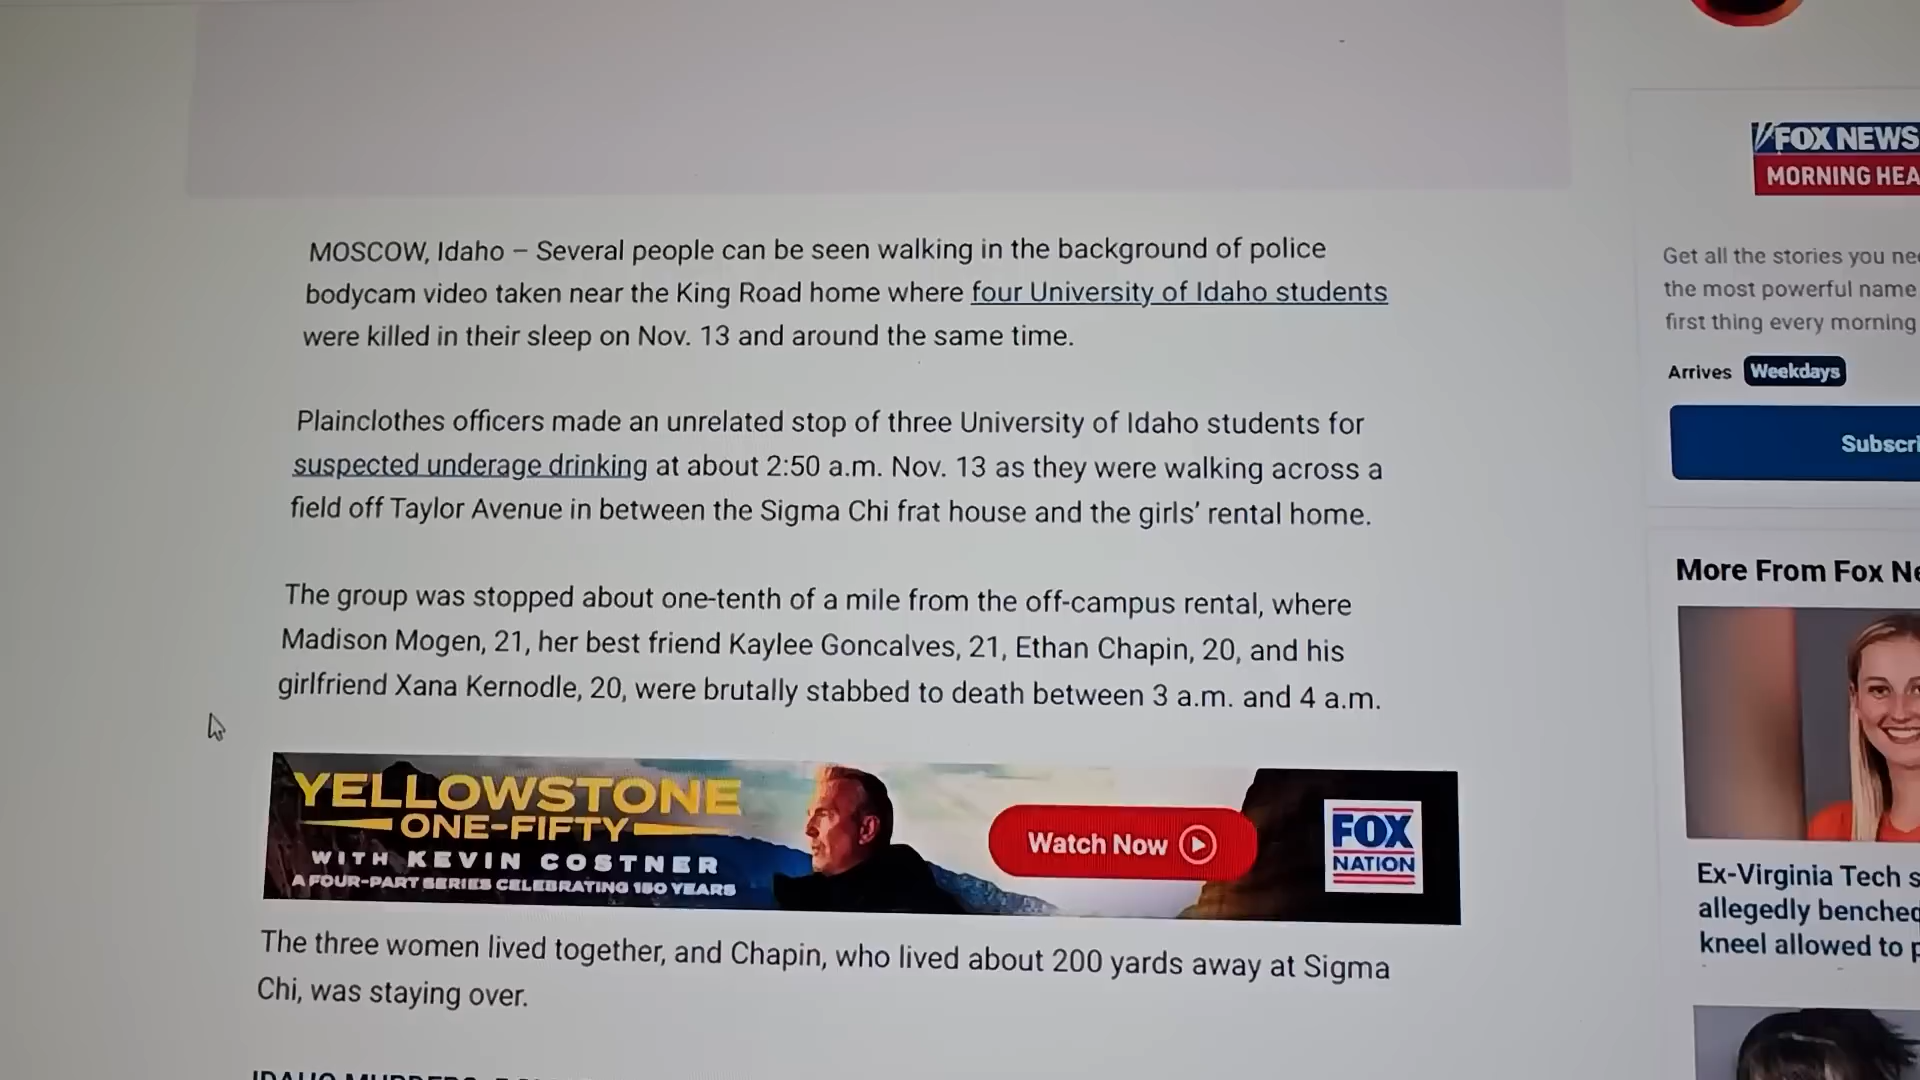 MOSCOW, Idaho – Several people can be seen walking in the background of police
bodycam video taken near the King Road home where four University of Idaho students
were killed in their sleep on Nov. 13 and around the same time.
Plainclothes officers made an unrelated stop of three University of Idaho students for
suspected underage drinking at about 2:50 a.m. Nov. 13 as they were walking across a
field off Taylor Avenue in between the Sigma Chi frat house and the girls' rental home.
The group was stopped about one-tenth of a mile from the off-campus rental, where
Madison Mogen, 21, her best friend Kaylee Goncalves, 21, Ethan Chapin, 20, and his
girlfriend Xana Kernodle, 20, were brutally stabbed to death between 3 a.m. and 4 a.m.
YELLOWSTONE
ONE-FIFTY
WITH KEVIN COSTNER
A FOUR-PART SERIES CELEBRATING 150 YEARS
Watch Now
FOX
NATION
The three women lived together, and Chapin, who lived about 200 yards away at Sigma
Chi, was staying over.
FOX NEWS
MORNING
Get all the stories you
the most powerful name
first thing every morning
Arrives Weekdays
More From Fox
Ex-Virginia Tech
allegedly benched
kneel allowed to